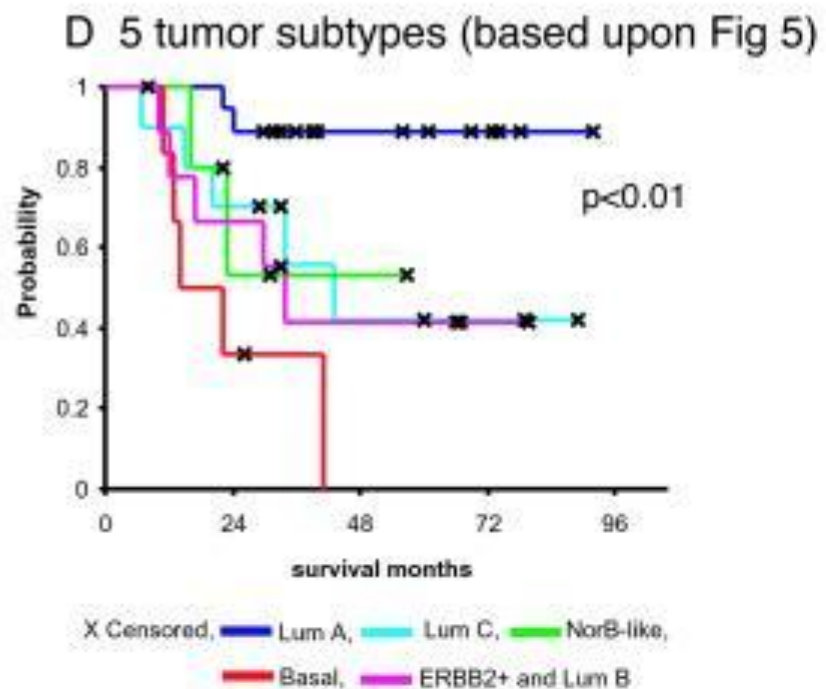 D 5 tumor subtypes (based upon Fig 5)
1
0.8
0.6
0.4
0.2
0
Probability
p<0.01
0 24 48 72 96
survival months
X Censored, Lum A, Lum C, NorB-like,
Basal, ERBB2+ and Lum B